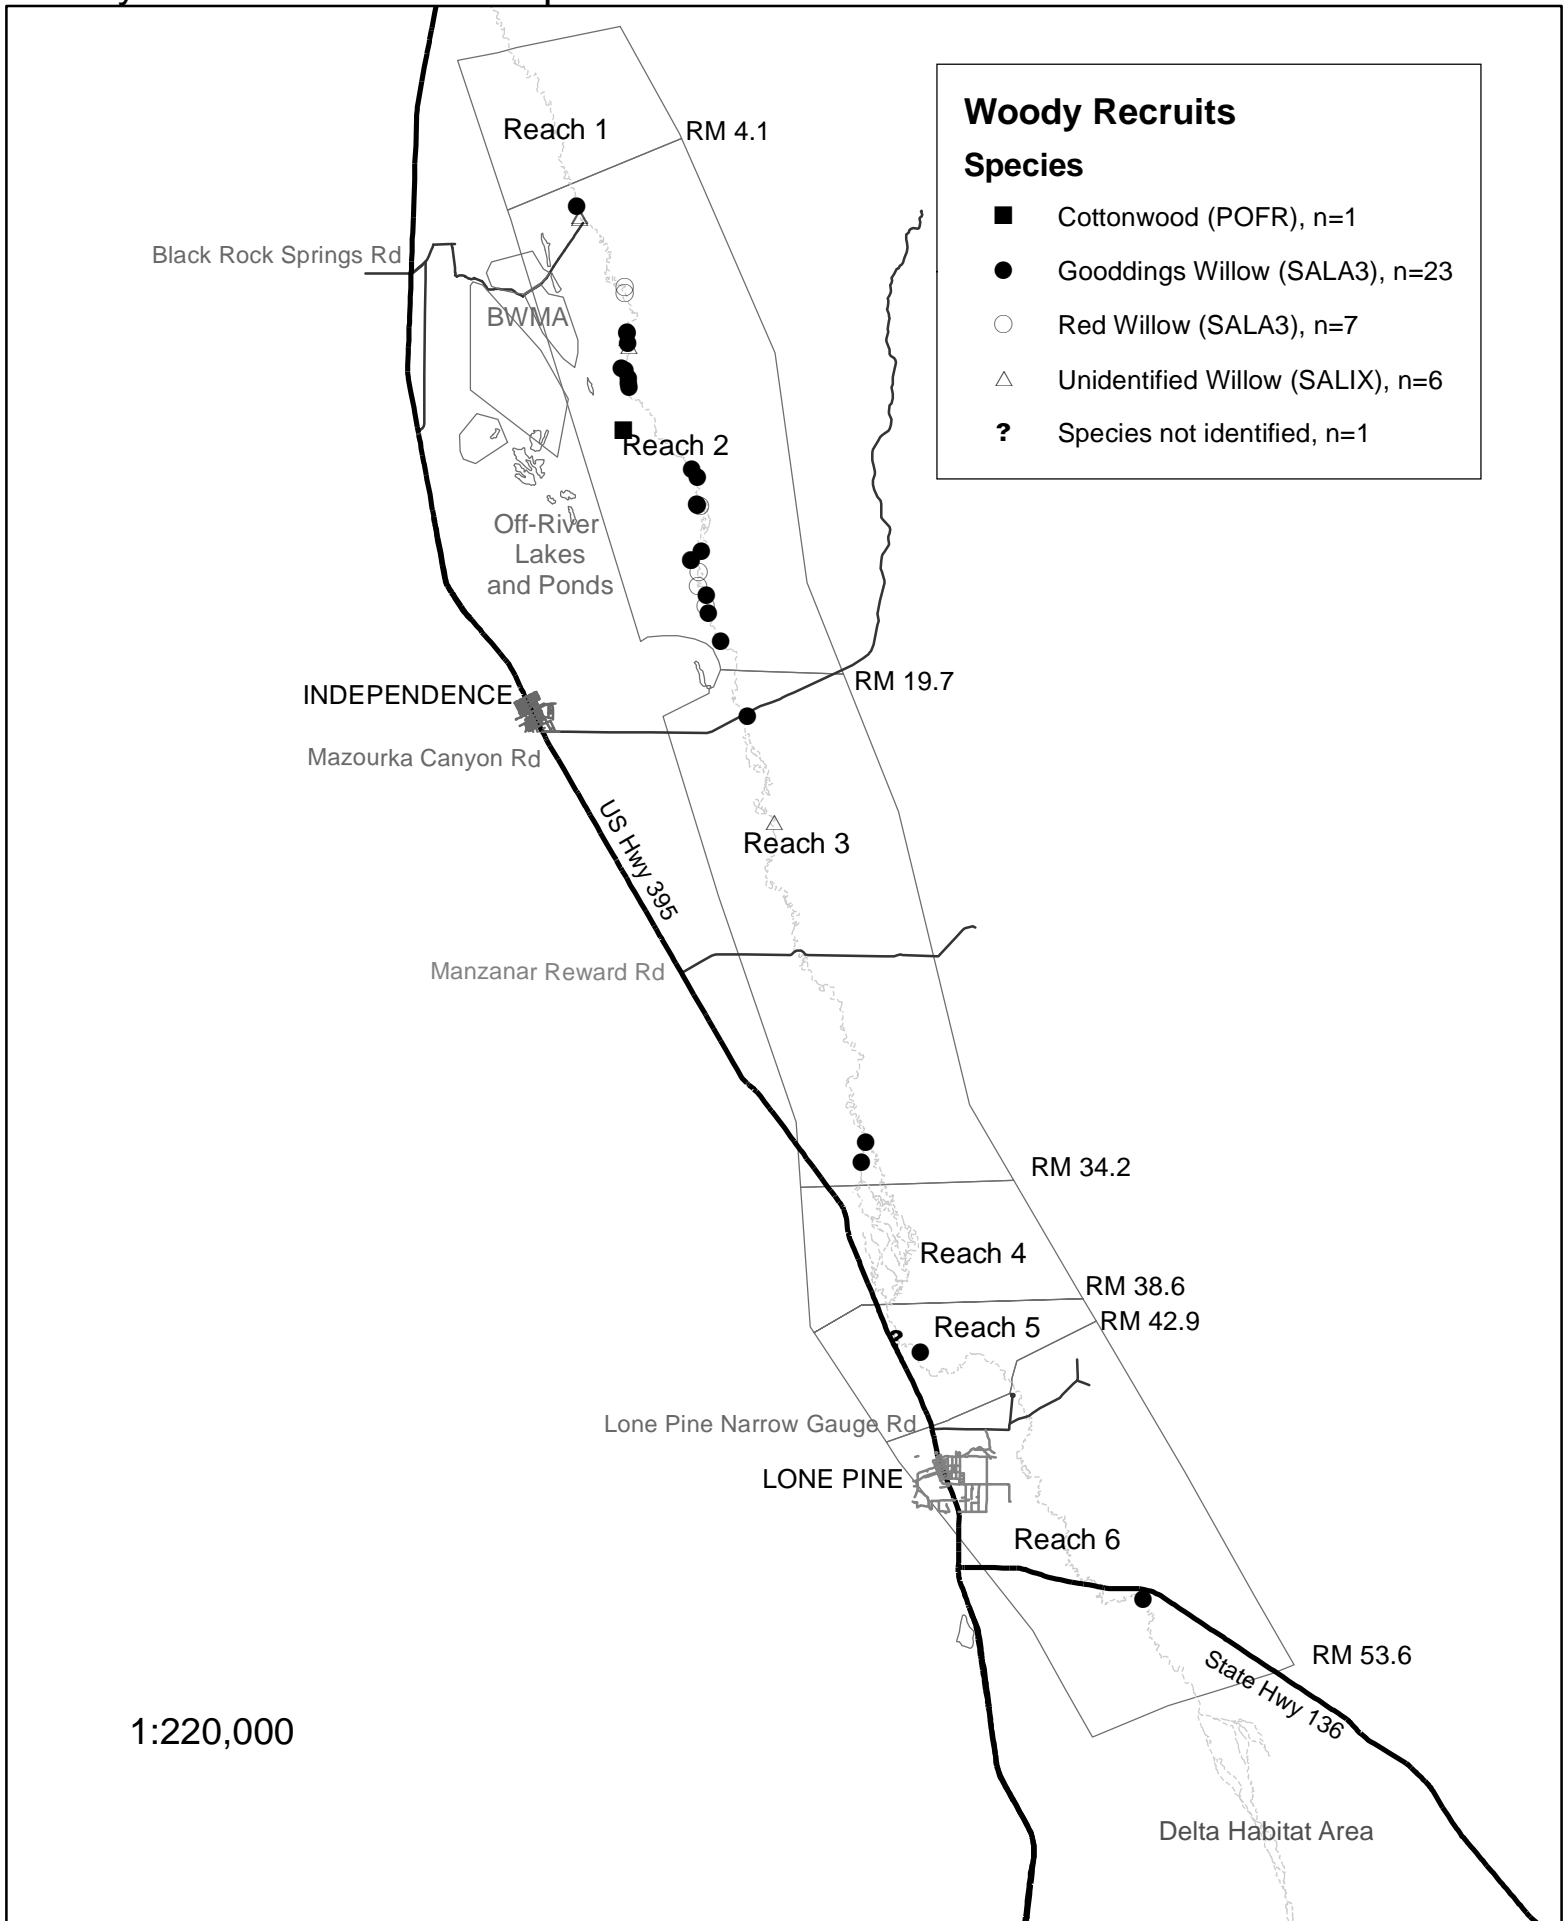 Reach 1
RM 4.1
Woody Recruits
Species
Cottonwood (POFR), n=1
Gooddings Willow (SALA3), n=23
Red Willow (SALA3), n=7
Unidentified Willow (SALIX), n=6
? Species not identified, n=1
Black Rock Springs Rd
BWMA
Reach 2
Off-River
Lakes
and Ponds
RM 19.7
INDEPENDENCE
Mazourka Canyon Rd
US Hwy 395
Reach 3
Manzanar Reward Rd
RM 34.2
Reach 4
RM 38.6
RM 42.9
Reach 5
?
Lone Pine Narrow Gauge Rd
LONE PINE
Reach 6
RM 53.6
State Hwy 136
1:220,000
Delta Habitat Area